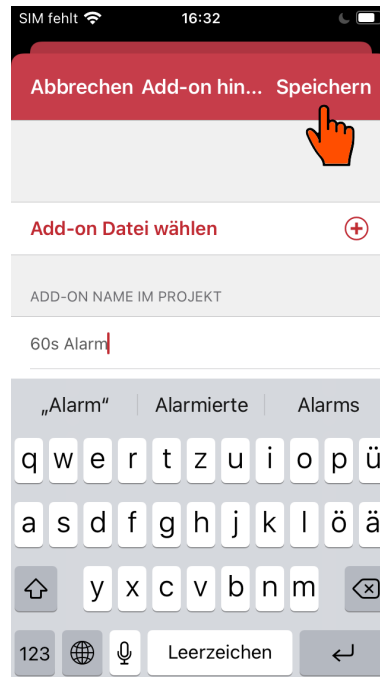 SIM fehlt 16:32
Abbrechen Add-on hin... Speichern
Add-on Datei wählen
ADD-ON NAME IM PROJEKT
60s Alarm
„Alarm“ Alarmierte Alarms
q w e r t z u i o p ü
a s d f g h j k l ö ä
y x c v b n m
123 Leerzeichen